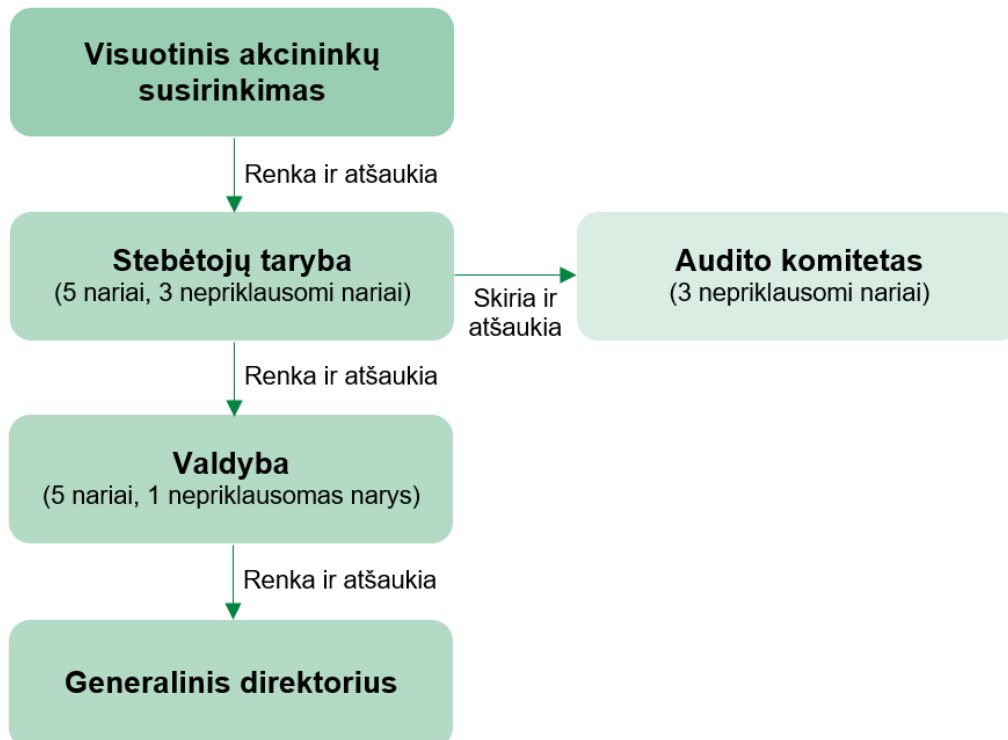 Visuotinis akcininkų
susirinkimas
Renka ir atšaukia
Stebėtojų taryba
(5 nariai, 3 nepriklausomi nariai)
Skiria ir
atšaukia
Audito komitetas
(3 nepriklausomi nariai)
Renka ir atšaukia
Valdyba
(5 nariai, 1 nepriklausomas narys)
Renka ir atšaukia
Generalinis direktorius